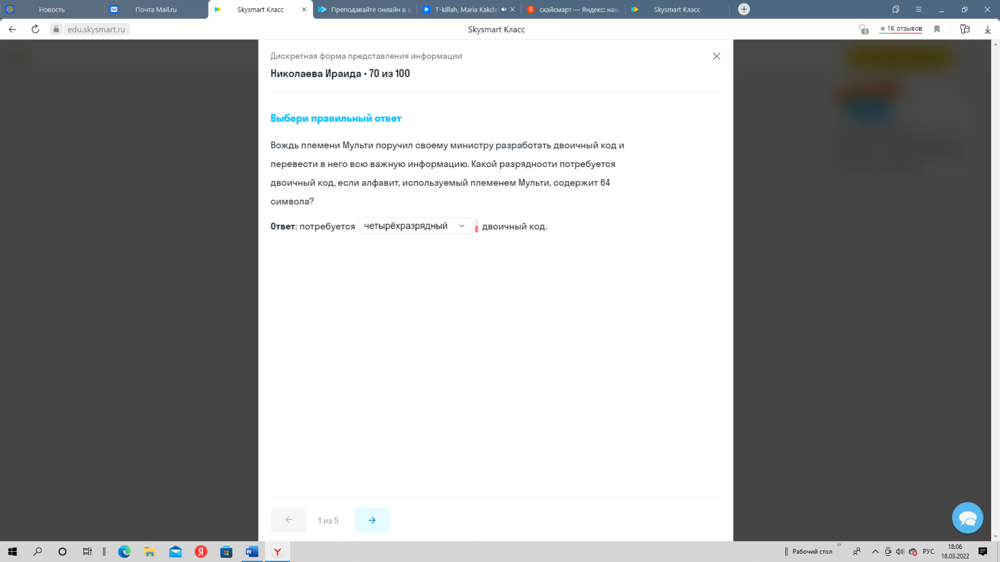 Новость
Почта Mail.ru
Skysmart Класс
Преподавайте онлайн в ш
T-killah, Maria Kakdel
скайсмарт — Яндекс: наш
Skysmart Класс
edu.skysmart.ru
Skysmart Класс
3
★ 1К отзывов
Дискретная форма представления информации
Николаева Ираида • 70 из 100
Выбери правильный ответ
Вождь племени Мульти поручил своему министру разработать двоичный код и
перевести в него всю важную информацию. Какой разрядности потребуется
двоичный код, если алфавит, используемый племенем Мульти, содержит 64
символа?
Ответ: потребуется четырёхразрядный двоичный код.
1 из 5
Рабочий стол
РУС
18:06
18.03.2022